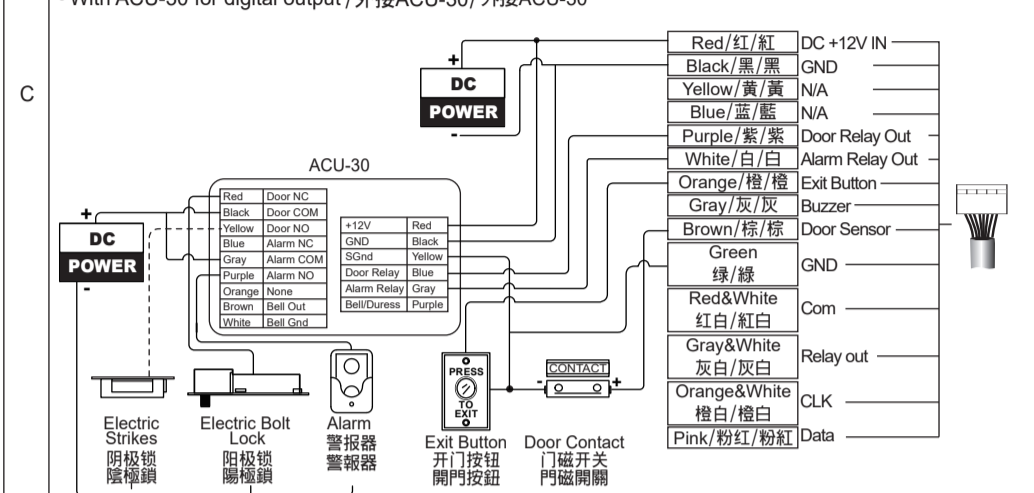 · With ACU-30 for digital output /外接ACU-30/ 外接ACU-30
C
+
DC
POWER
-
Red/红/紅 DC +12V IN
Black/黑/黑 GND
Yellow/黄/黃 N/A
Blue/蓝/藍 N/A
Purple/紫/紫 Door Relay Out
White/白/白 Alarm Relay Out
Orange/橙/橙 Exit Button
Gray/灰/灰 Buzzer
Brown/棕/棕 Door Sensor
Green
绿/綠
GND
Red&White
红白/紅白
Com
Gray&White
灰白/灰白
Relay out
Orange&White
橙白/橙白
CLK
Pink/粉红/粉紅 Data
ACU-30
Red Door NC
Black Door COM
Yellow Door NO
Blue Alarm NC
Gray Alarm COM
Purple Alarm NO
Orange None
Brown Bell Out
White Bell Gnd
+12V Red
GND Black
SGnd Yellow
Door Relay Blue
Alarm Relay Gray
Bell/Duress Purple
+
DC
POWER
-
PRESS
TO
EXIT
CONTACT
- +
Electric
Strikes
阴极锁
陰極鎖
Electric Bolt
Lock
阳极锁
陽極鎖
Alarm
警报器
警報器
Exit Button
开门按钮
開門按鈕
Door Contact
门磁开关
門磁開關